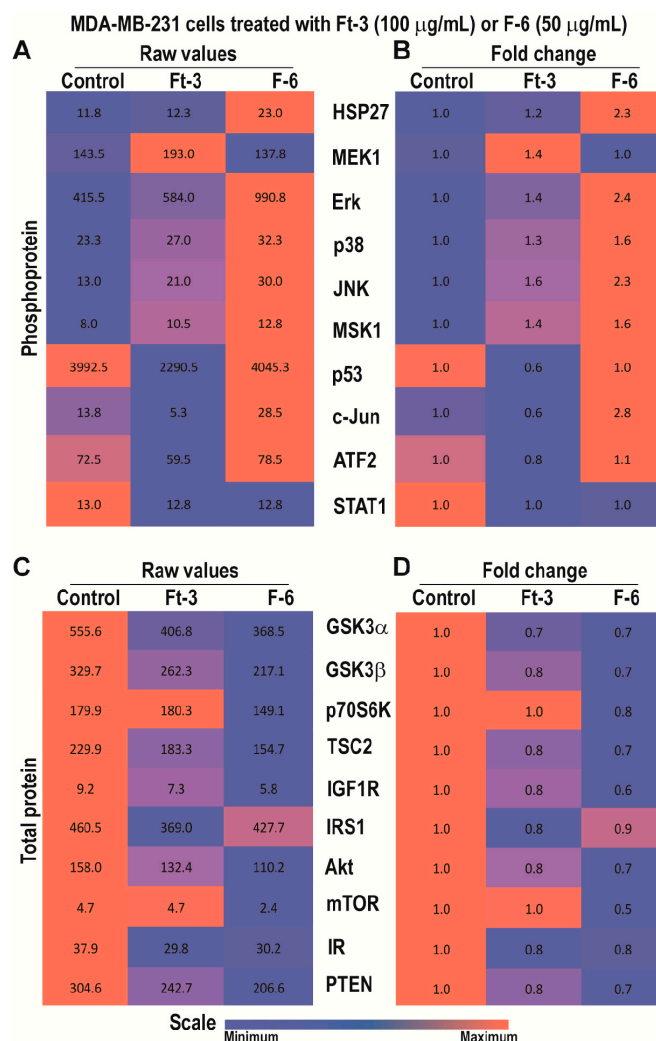 MDA-MB-231 cells treated with Ft-3 (100 μg/mL) or F-6 (50 μg/mL)
A Raw values B Fold change
Control Ft-3 F-6 Control Ft-3 F-6
Phosphoprotein
11.8 12.3 23.0 HSP27 1.0 1.2 2.3
143.5 193.0 137.8 MEK1 1.0 1.4 1.0
415.5 584.0 990.8 Erk 1.0 1.4 2.4
23.3 27.0 32.3 p38 1.0 1.3 1.6
13.0 21.0 30.0 JNK 1.0 1.6 2.3
8.0 10.5 12.8 MSK1 1.0 1.4 1.6
3992.5 2290.5 4045.3 p53 1.0 0.6 1.0
13.8 5.3 28.5 c-Jun 1.0 0.6 2.8
72.5 59.5 78.5 ATF2 1.0 0.8 1.1
13.0 12.8 12.8 STAT1 1.0 1.0 1.0
C Raw values D Fold change
Control Ft-3 F-6 Control Ft-3 F-6
Total protein
555.6 406.8 368.5 GSK3α 1.0 0.7 0.7
329.7 262.3 217.1 GSK3β 1.0 0.8 0.7
179.9 180.3 149.1 p70S6K 1.0 1.0 0.8
229.9 183.3 154.7 TSC2 1.0 0.8 0.7
9.2 7.3 5.8 IGF1R 1.0 0.8 0.6
460.5 369.0 427.7 IRS1 1.0 0.8 0.9
158.0 132.4 110.2 Akt 1.0 0.8 0.7
4.7 4.7 2.4 mTOR 1.0 1.0 0.5
37.9 29.8 30.2 IR 1.0 0.8 0.8
304.6 242.7 206.6 PTEN 1.0 0.8 0.7
Scale
Minimum Maximum